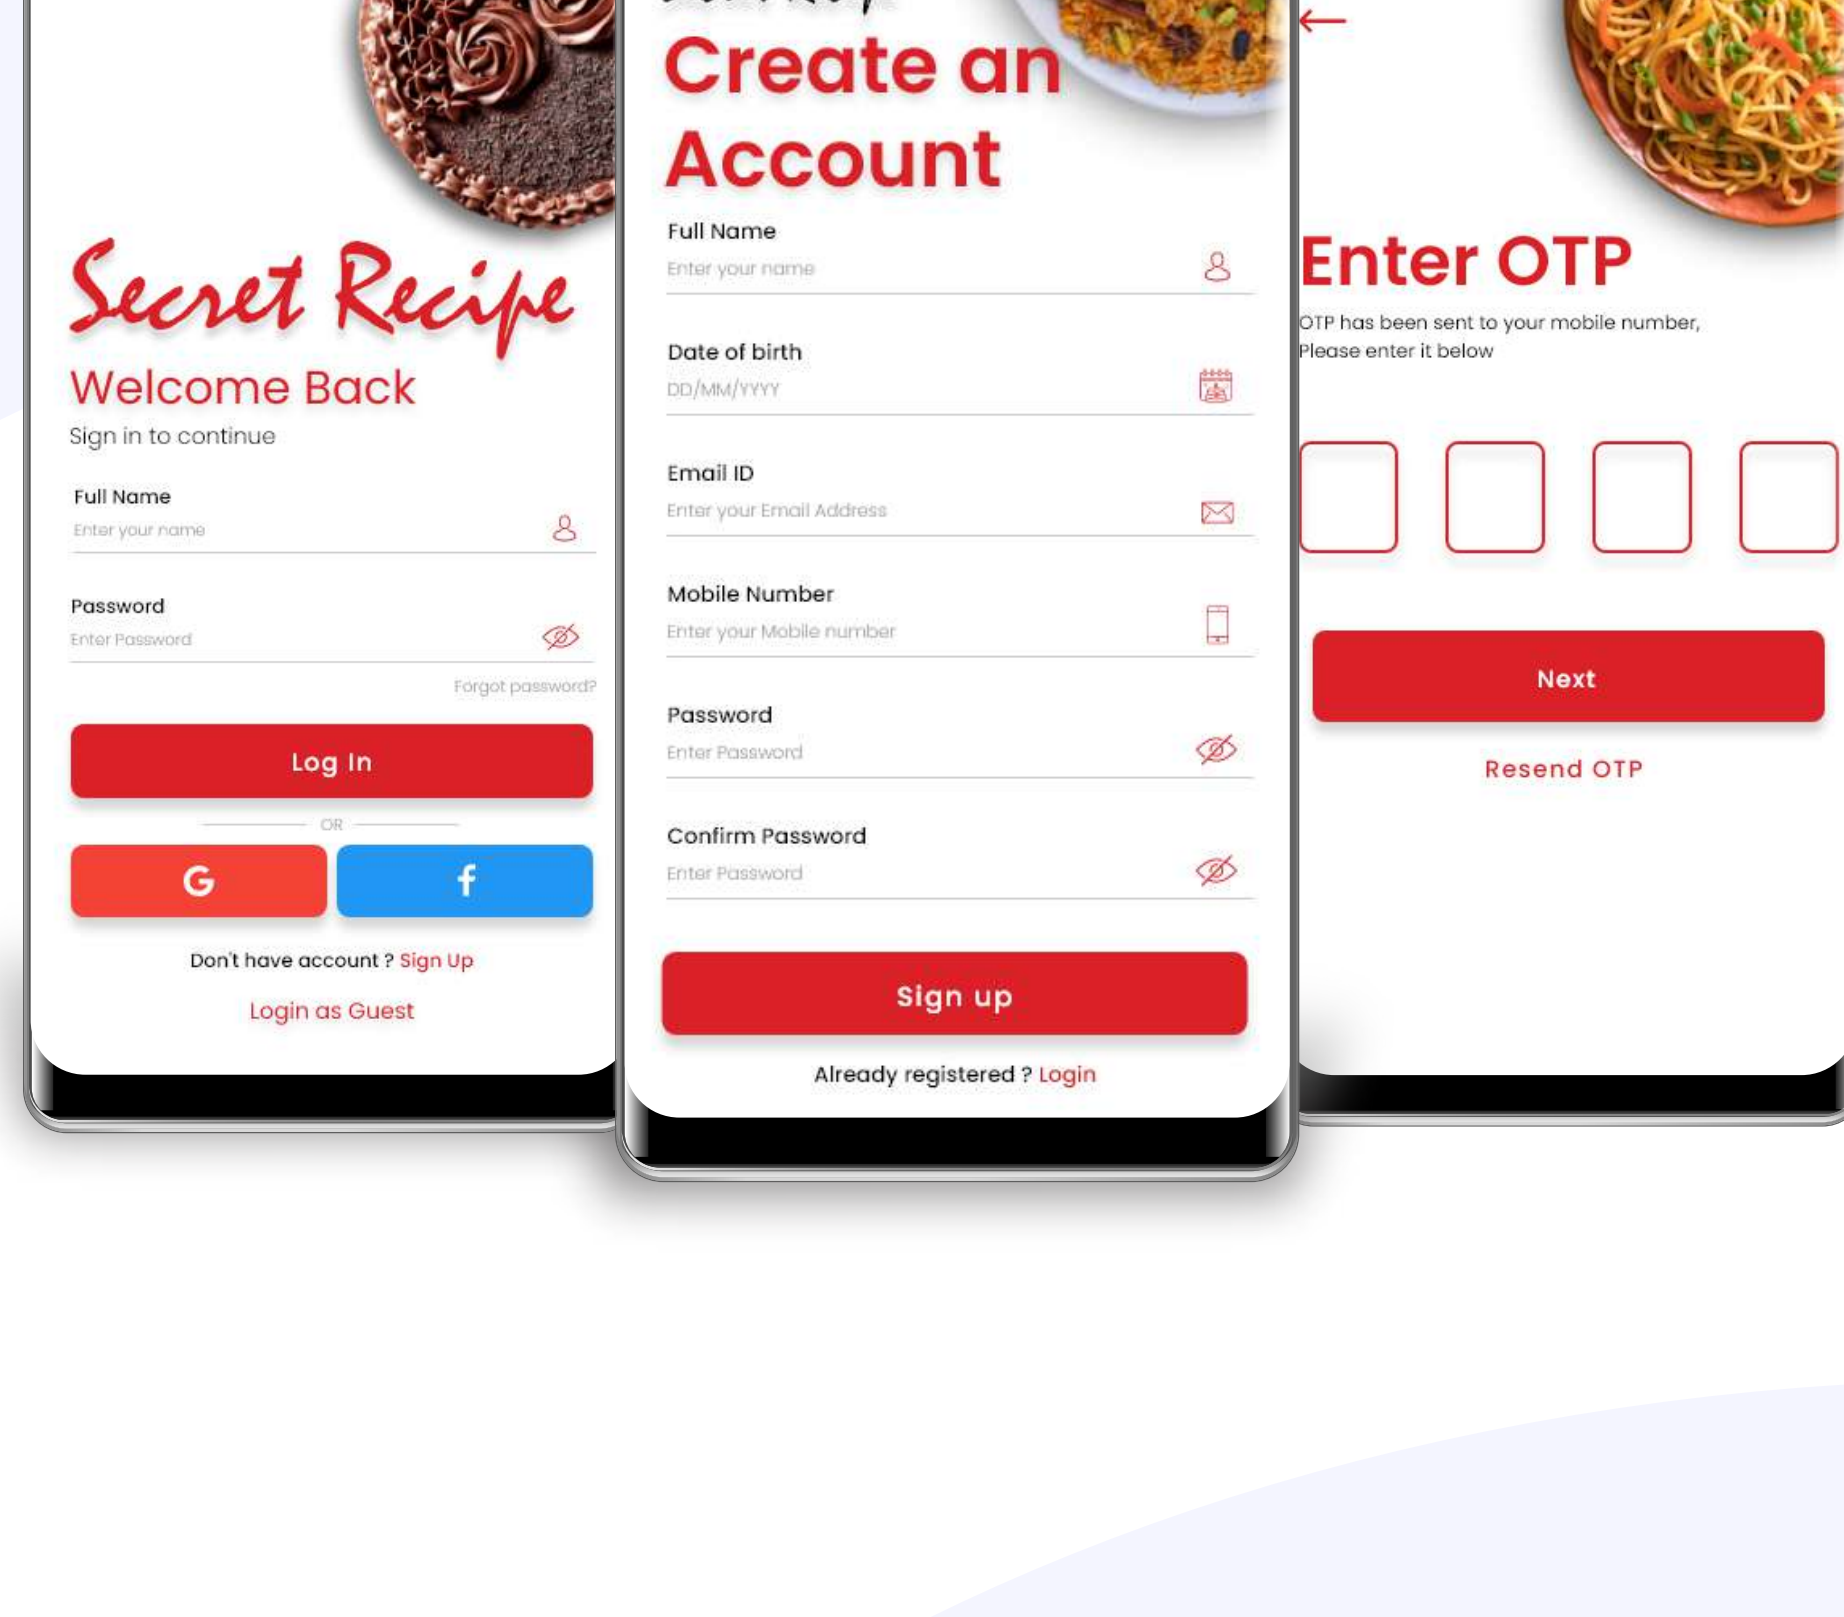 Secret Recipe
Welcome Back
Sign in to continue
Full Name
Enter your name
Password
Enter Password
Forgot password?
Log In
OR
G
f
Don't have account ? Sign Up
Login as Guest
Create an
Account
Full Name
Enter your name
Date of birth
DD/MM/YYYY
Email ID
Enter your Email Address
Mobile Number
Enter your Mobile number
Password
Enter Password
Confirm Password
Enter Password
Sign up
Already registered ? Login
Enter OTP
OTP has been sent to your mobile number,
Please enter it below
Next
Resend OTP